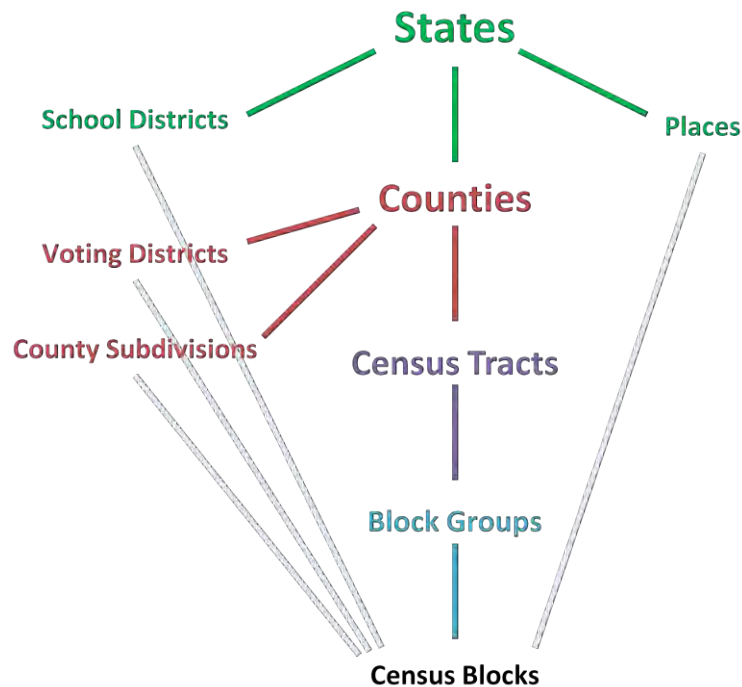 States
School Districts
Places
Counties
Voting Districts
County Subdivisions
Census Tracts
Block Groups
Census Blocks